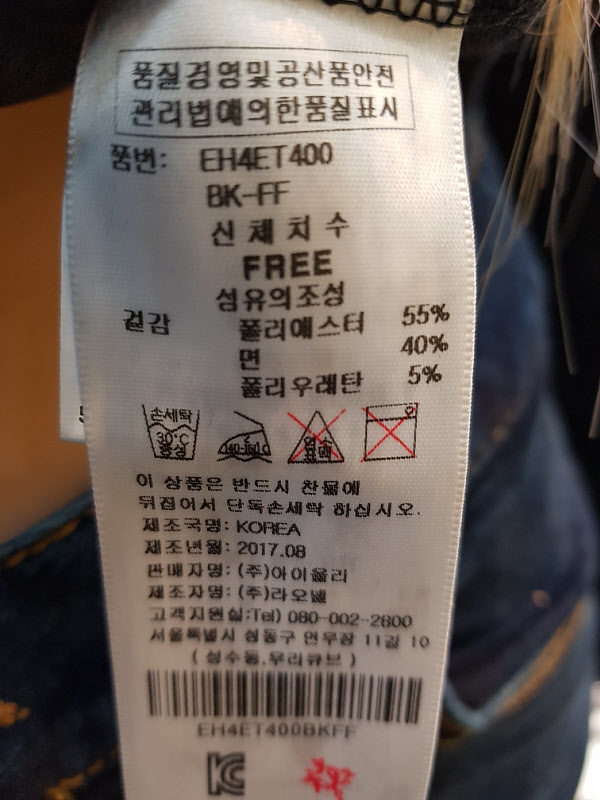 품질경영및공산품안전
관리법에의한품질표시
품번: EH4ET400
BK-FF
신체치수
FREE
섬유의조성
겉감 폴리에스터 55%
면 40%
폴리우레탄 5%
손세탁
30°C
이 상품은 반드시 찬물에
뒤집어서 단독손세탁 하십시오.
제조국명: KOREA
제조년월: 2017.08
판매자명: (주)아이올리
제조자명: (주)라오벨
고객지원실:Tel) 080-002-2600
서울특별시 성동구 연무장 11길 10
(성수동,우리큐브)
EH4ET400BKFF